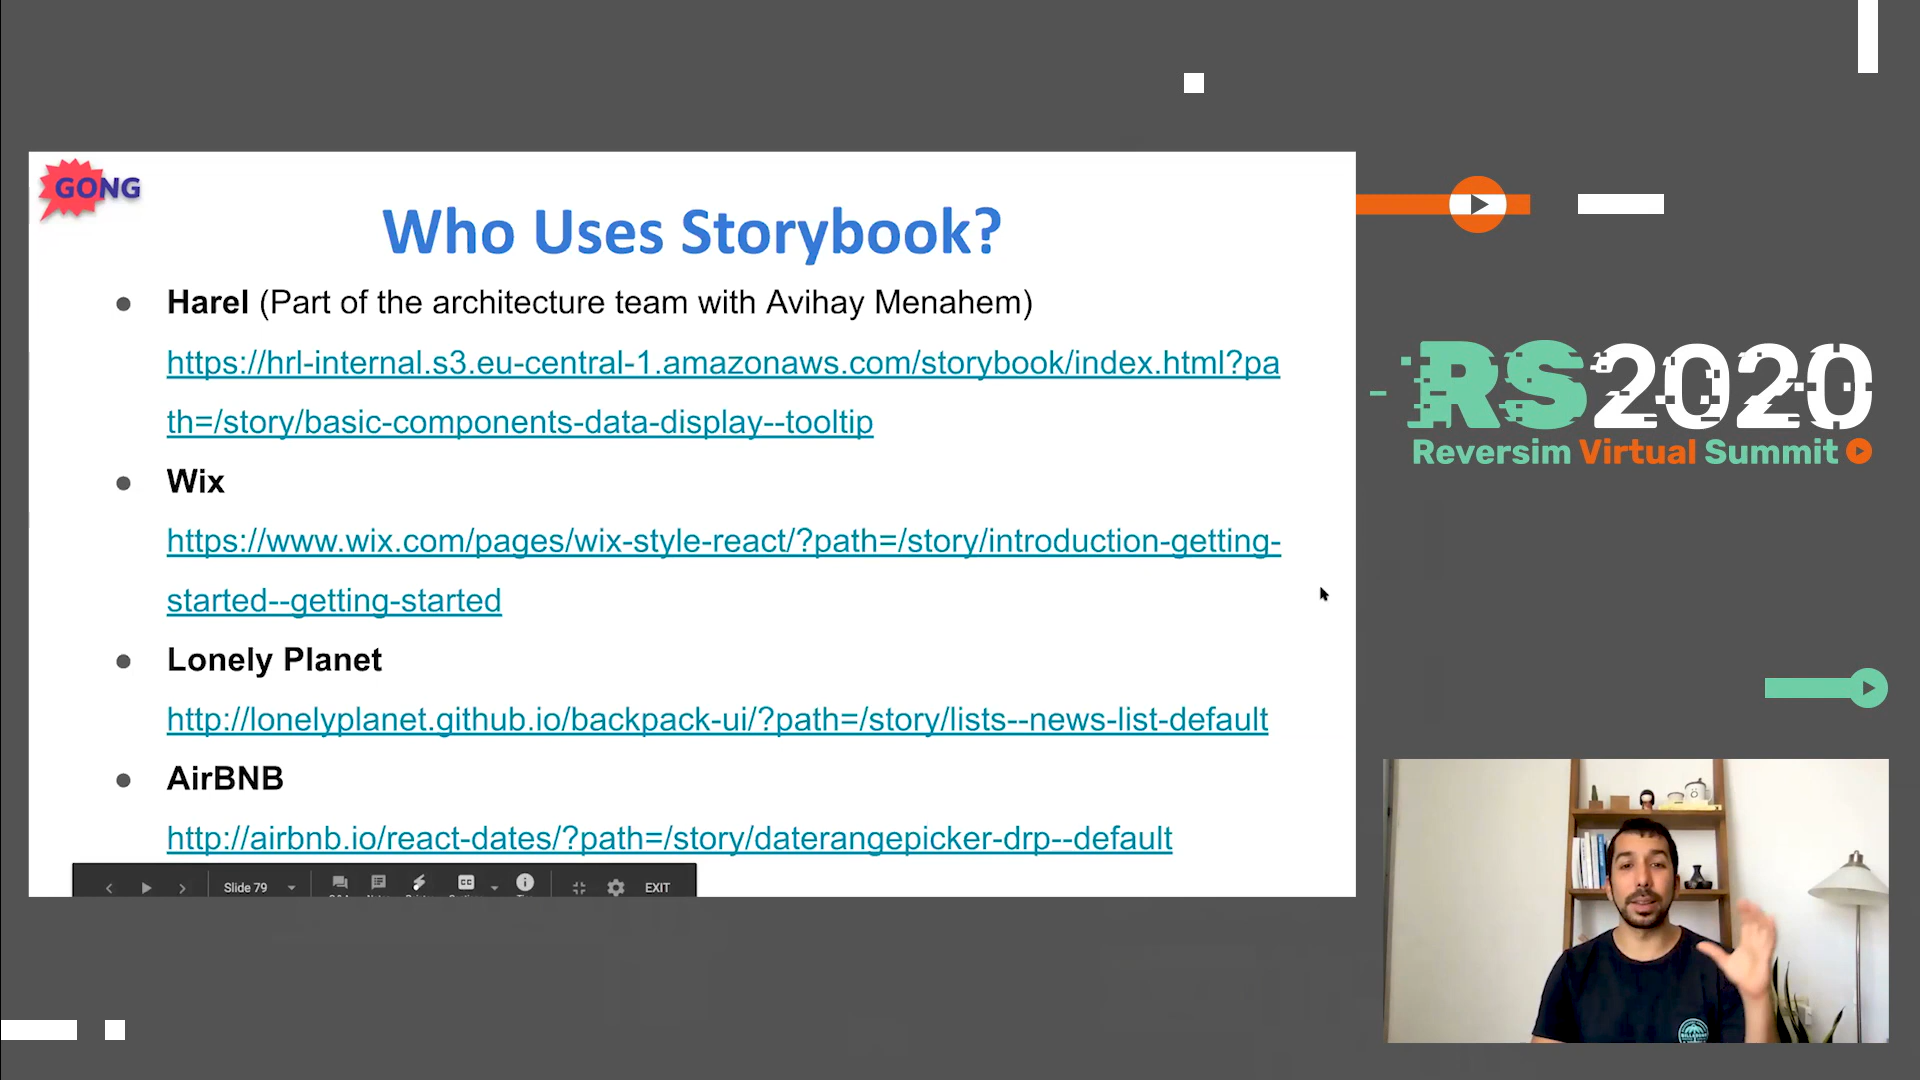 GONG
Who Uses Storybook?
● Harel (Part of the architecture team with Avihay Menahem)
https://hrl-internal.s3.eu-central-1.amazonaws.com/storybook/index.html?pa
th=/story/basic-components-data-display--tooltip
● Wix
https://www.wix.com/pages/wix-style-react/?path=/story/introduction-getting-
started--getting-started
● Lonely Planet
http://lonelyplanet.github.io/backpack-ui/?path=/story/lists--news-list-default
● AirBNB
http://airbnb.io/react-dates/?path=/story/daterangepicker-drp--default
Slide 79
CC
EXIT
RS2020
Reversim Virtual Summit